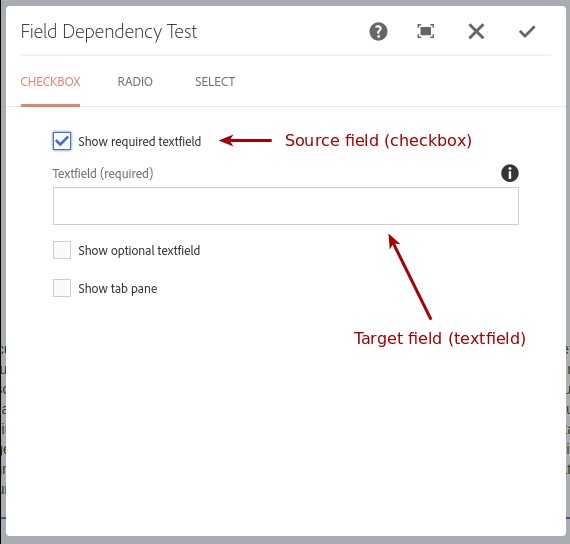 Field Dependency Test
CHECKBOX RADIO SELECT
Show required textfield Source field (checkbox)
Textfield (required)
Show optional textfield
Show tab pane
Target field (textfield)